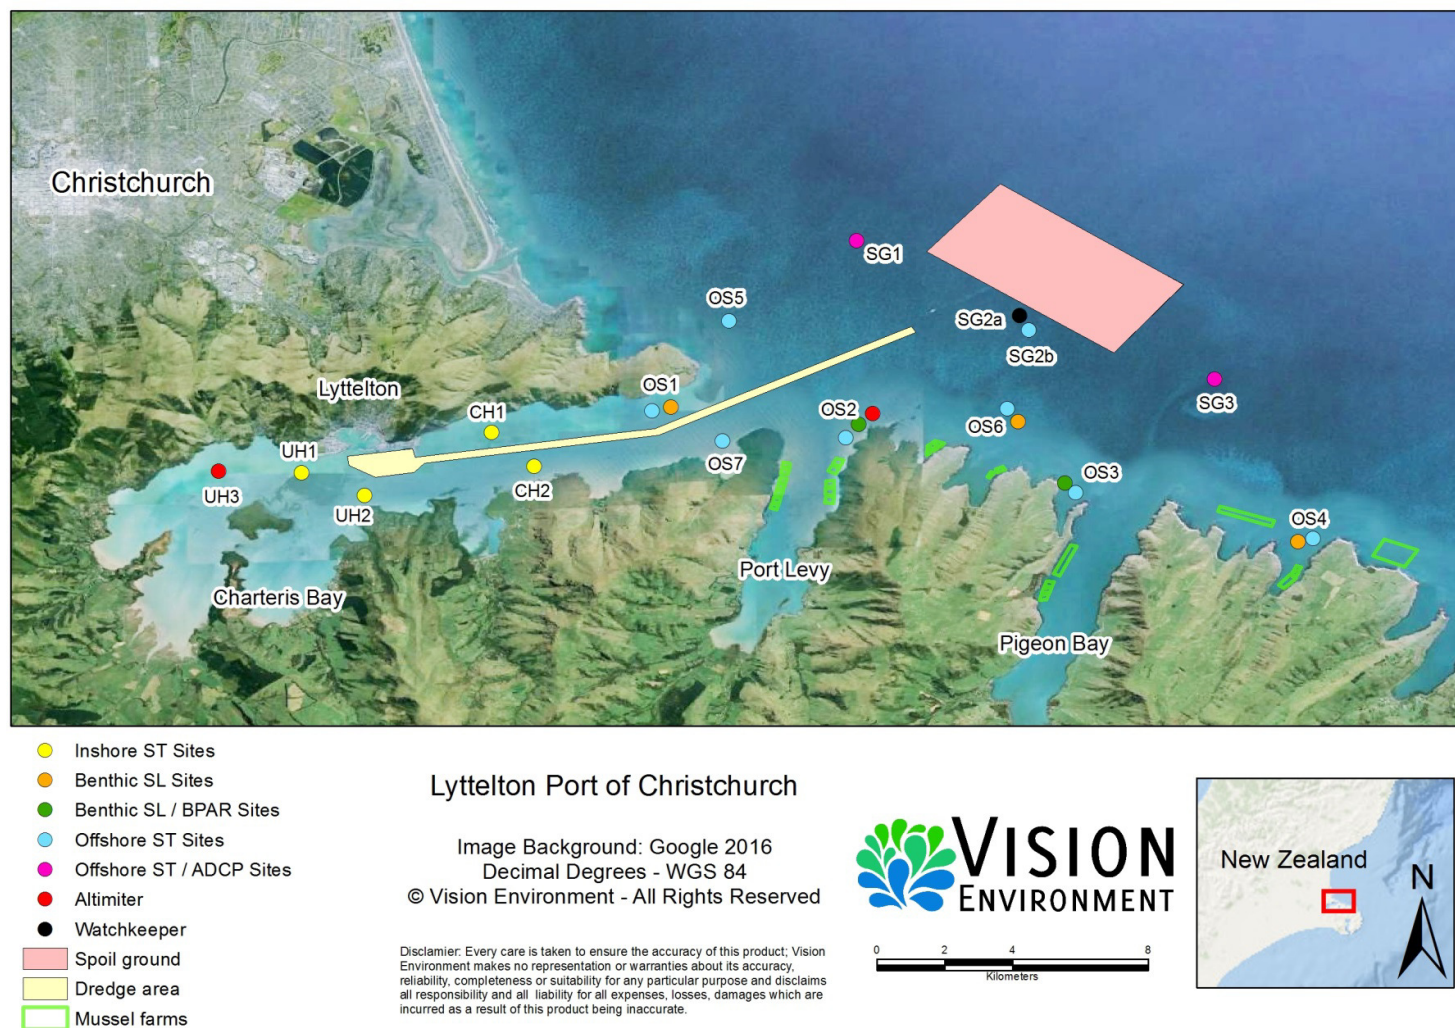 Christchurch
SG1
OS5
SG2a
SG2b
Lyttelton
OS1
SG3
CH1
OS2
OS6
UH1
OS7
OS3
UH3
CH2
UH2
OS4
Port Levy
Charteris Bay
Pigeon Bay
Inshore ST Sites
Benthic SL Sites
Benthic SL / BPAR Sites
Offshore ST Sites
Offshore ST / ADCP Sites
Altimiter
Watchkeeper
Spoil ground
Dredge area
Mussel farms
Lyttelton Port of Christchurch
Image Background: Google 2016
Decimal Degrees - WGS 84
© Vision Environment - All Rights Reserved
Disclamier: Every care is taken to ensure the accuracy of this product; Vision
Environment makes no representation or warranties about its accuracy,
reliability, completeness or suitability for any particular purpose and disclaims
all responsibility and all liability for all expenses, losses, damages which are
incurred as a result of this product being inaccurate.
VISION
ENVIRONMENT
0 2 4 8
Kilometers
New Zealand
N